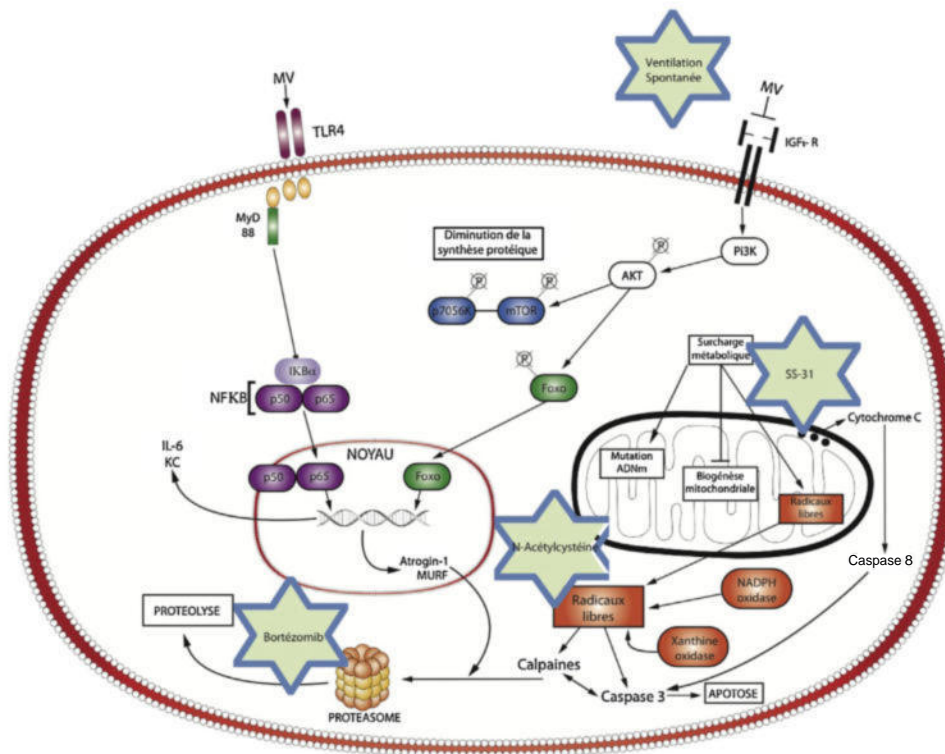 Ventilation
Spontanée
MV
MV
TLR4
IGF1- R
MyD
88
Diminution de la
synthèse protéique
P
Pi3K
AKT
P
P
p7056K
mTOR
Surcharge
métabolique
SS-31
IKBα
P
Foxo
NFKB
p50
p65
Cytochrome C
IL-6
KC
NOYAU
Mutation
ADNm
Biogénèse
mitochondriale
p50
p65
Foxo
Radicaux
libres
N-Acétylcystéine
Atrogin-1
MURF
Caspase 8
NADPH
oxidase
Radicaux
libres
PROTEOLYSE
Bortézomib
Xanthine
oxidase
Calpaines
Caspase 3
APOTOSE
PROTEASOME